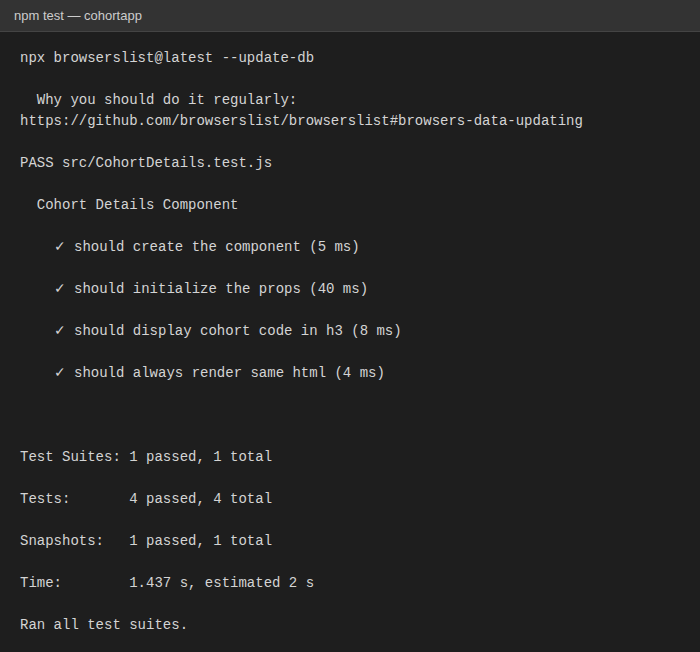 npm test — cohortapp
npx browserslist@latest --update-db
Why you should do it regularly:
https://github.com/browserslist/browserslist#browsers-data-updating
PASS src/CohortDetails.test.js
Cohort Details Component
✓ should create the component (5 ms)
✓ should initialize the props (40 ms)
✓ should display cohort code in h3 (8 ms)
✓ should always render same html (4 ms)
Test Suites: 1 passed, 1 total
Tests:       4 passed, 4 total
Snapshots:   1 passed, 1 total
Time:        1.437 s, estimated 2 s
Ran all test suites.